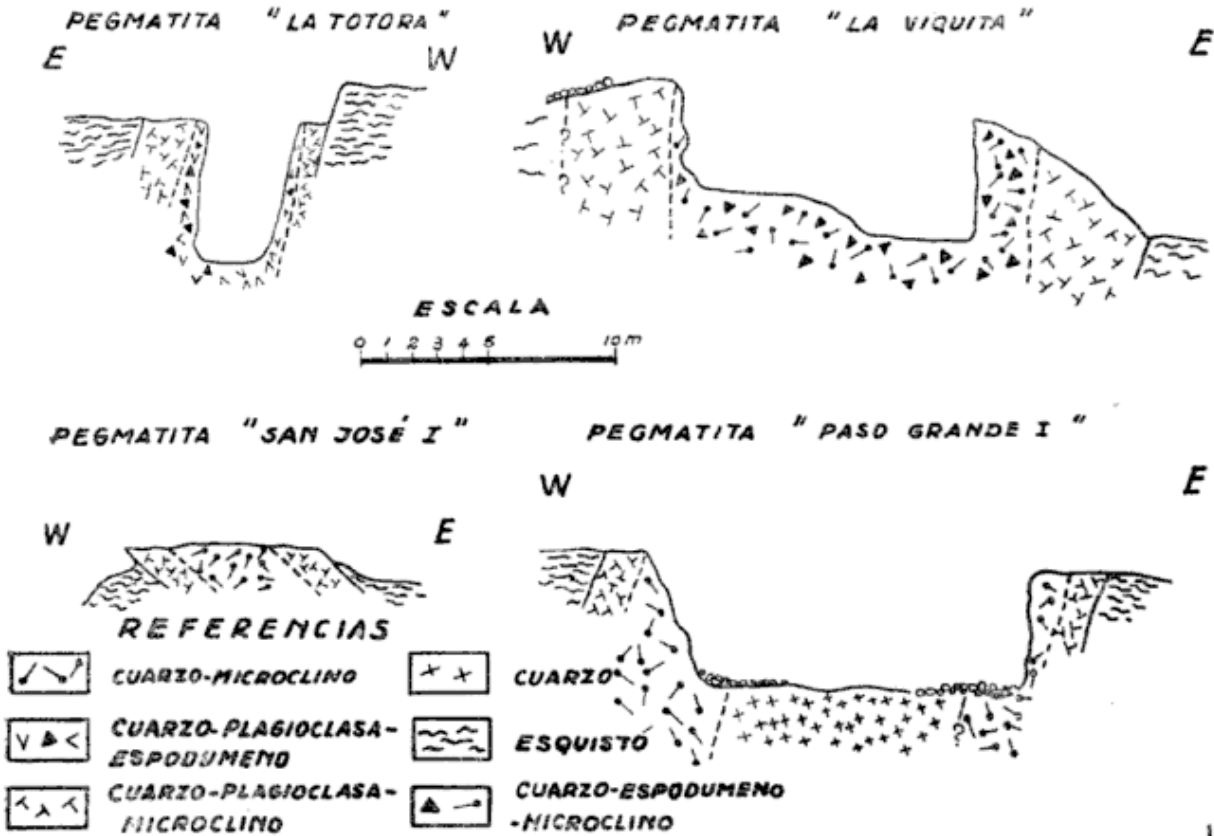 PEGMATITA "LA TOTORA"
PEGMATITA "LA VIQUITA"
E W
W E
? ?
ESCALA
0 1 2 3 4 5 10 m
PEGMATITA "SAN JOSÉ I"
PEGMATITA "PASO GRANDE I"
W E
W E
?
REFERENCIAS
CUARZO-MICROCLINO
CUARZO
CUARZO-PLAGIOCLASA-
ESPODUMENO
ESQUISTO
CUARZO-PLAGIOCLASA-
MICROCLINO
CUARZO-ESPODUMENO
-MICROCLINO